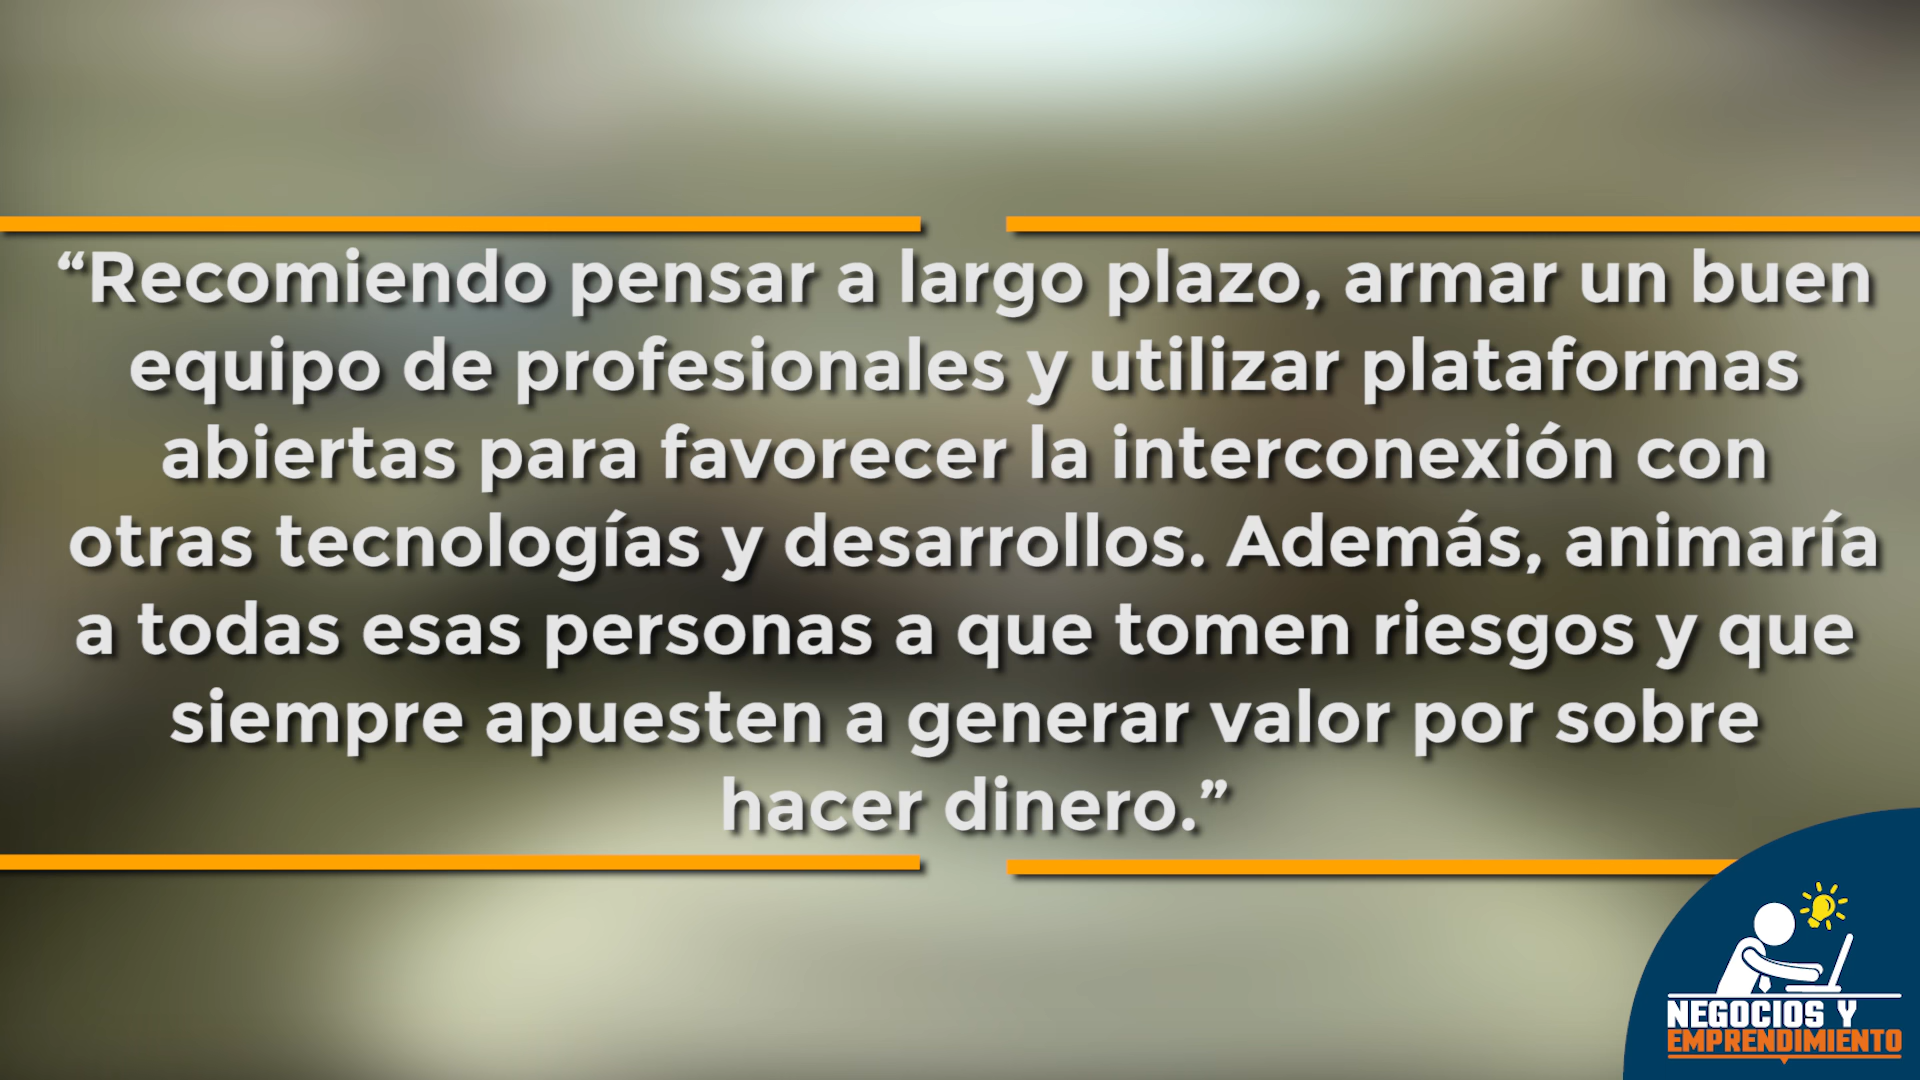 “Recomiendo pensar a largo plazo, armar un buen
equipo de profesionales y utilizar plataformas
abiertas para favorecer la interconexión con
otras tecnologías y desarrollos. Además, animaría
a todas esas personas a que tomen riesgos y que
siempre apuesten a generar valor por sobre
hacer dinero.”
NEGOCIOS Y
EMPRENDIMIENTO